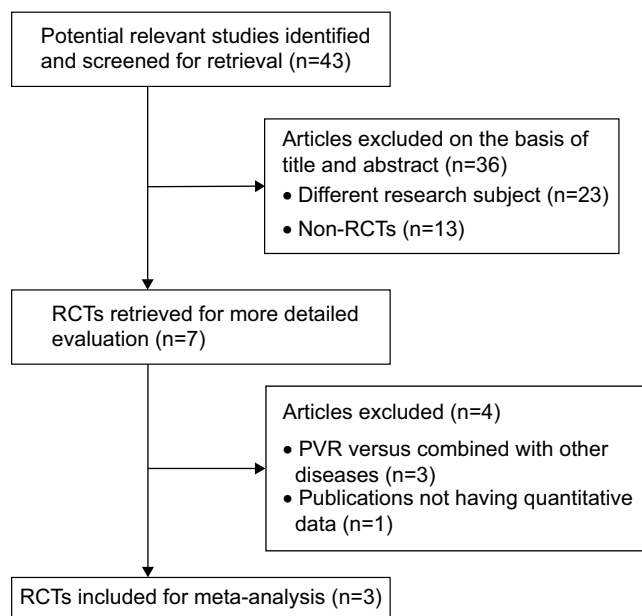 Potential relevant studies identified
and screened for retrieval (n=43)
Articles excluded on the basis of
title and abstract (n=36)
• Different research subject (n=23)
• Non-RCTs (n=13)
RCTs retrieved for more detailed
evaluation (n=7)
Articles excluded (n=4)
• PVR versus combined with other
diseases (n=3)
• Publications not having quantitative
data (n=1)
RCTs included for meta-analysis (n=3)